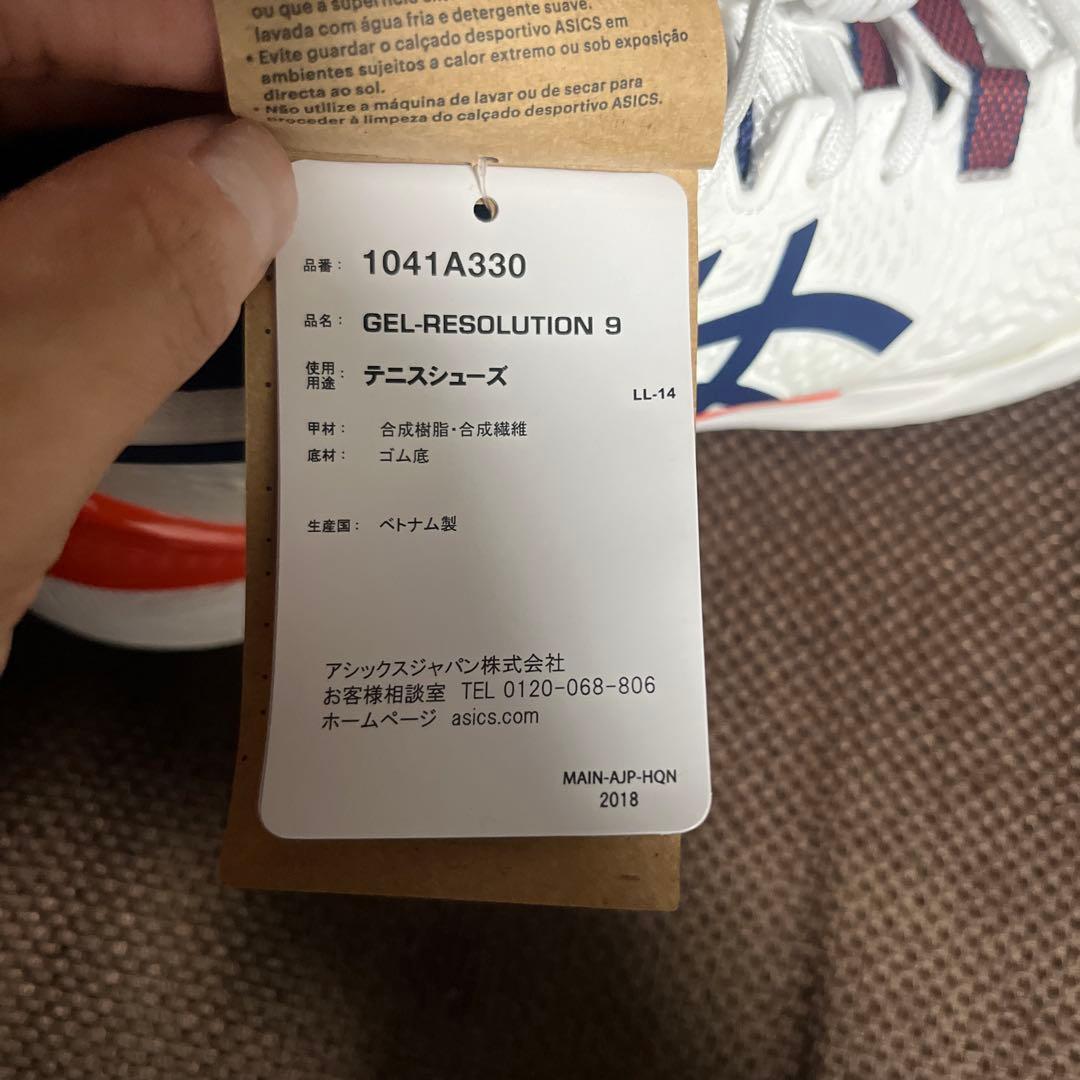 ou que a
lavada com água fria e detergente suave.
• Evite guardar o calçado desportivo ASICS em
ambientes sujeitos a calor extremo ou sob exposição
directa ao sol.
• Não utilize a máquina de lavar ou de secar para
proceder à limpeza do calçado desportivo ASICS.
品番： 1041A330
品名： GEL-RESOLUTION 9
使用用途： テニスシューズ
LL-14
甲材： 合成樹脂・合成繊維
底材： ゴム底
生産国： ベトナム製
アシックスジャパン株式会社
お客様相談室 TEL 0120-068-806
ホームページ asics.com
MAIN-AJP-HQN
2018